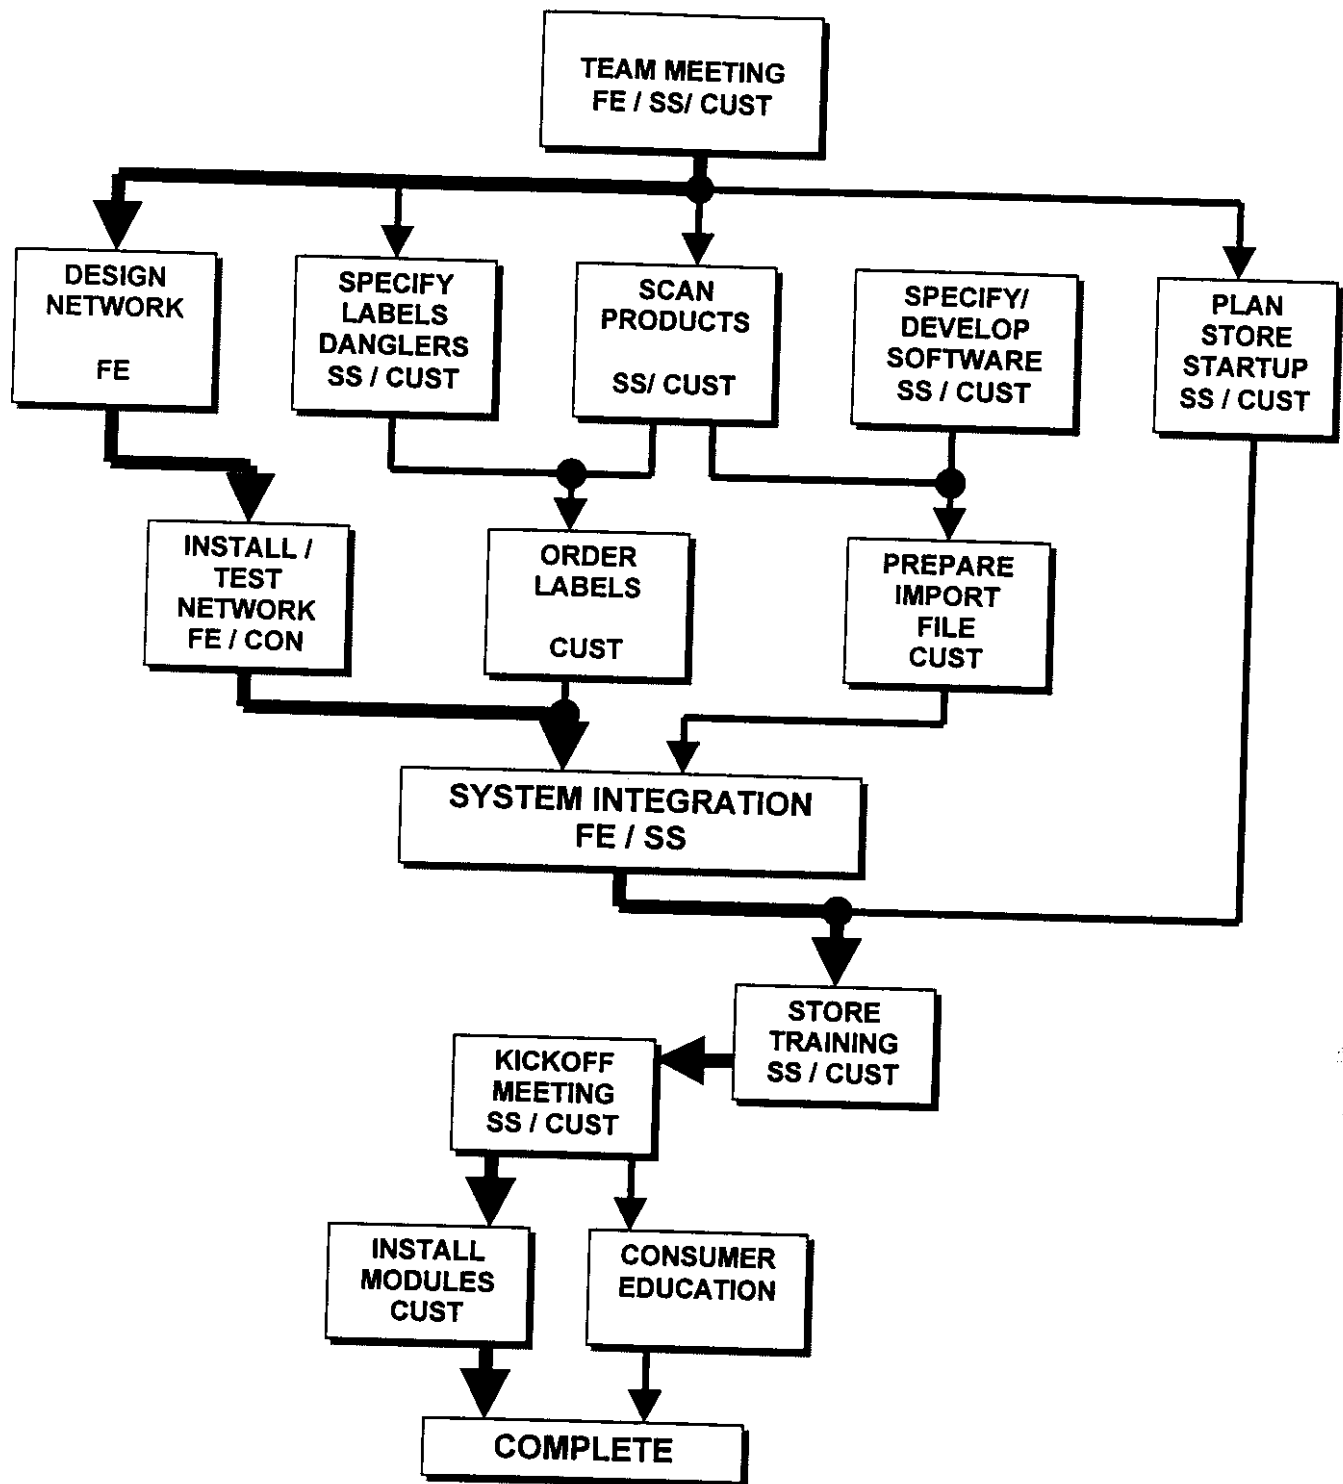 TEAM MEETING
FE / SS/ CUST
DESIGN
NETWORK
FE
SPECIFY
LABELS
DANGLERS
SS / CUST
SCAN
PRODUCTS
SS/ CUST
SPECIFY/
DEVELOP
SOFTWARE
SS / CUST
PLAN
STORE
STARTUP
SS / CUST
INSTALL /
TEST
NETWORK
FE / CON
ORDER
LABELS
CUST
PREPARE
IMPORT
FILE
CUST
SYSTEM INTEGRATION
FE / SS
STORE
TRAINING
SS / CUST
KICKOFF
MEETING
SS / CUST
INSTALL
MODULES
CUST
CONSUMER
EDUCATION
COMPLETE